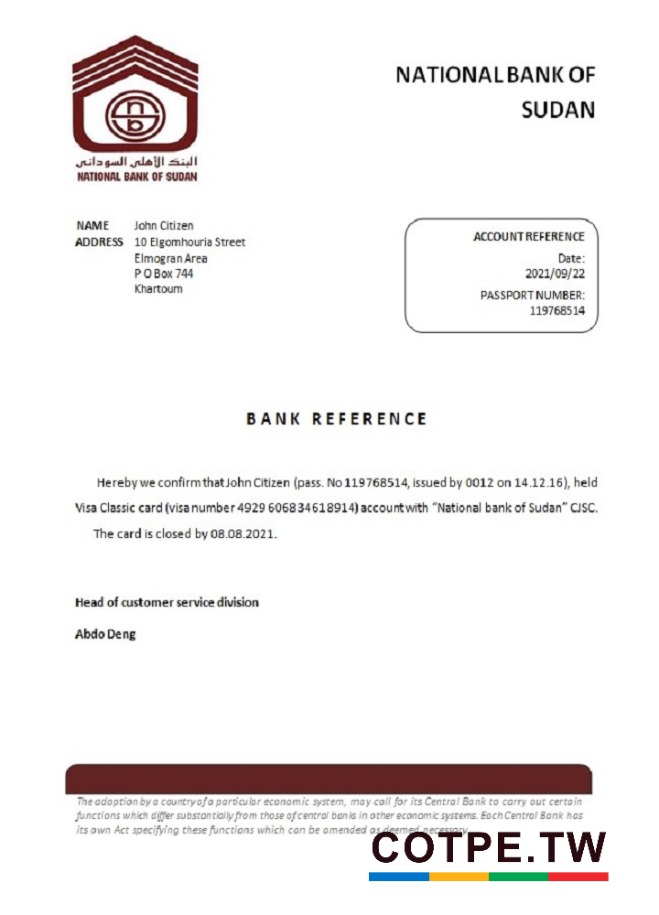 NATIONAL BANK OF
SUDAN
nb
البنك الأهلي السوداني
NATIONAL BANK OF SUDAN
NAME John Citizen
ADDRESS 10 Elgomhouria Street
Elmogran Area
P O Box 744
Khartoum
ACCOUNT REFERENCE
Date:
2021/09/22
PASSPORT NUMBER:
119768514
BANK REFERENCE
Hereby we confirm that John Citizen (pass. No 119768514, issued by 0012 on 14.12.16), held
Visa Classic card (visa number 4929 606834618914) account with "National bank of Sudan" CJSC.
The card is closed by 08.08.2021.
Head of customer service division
Abdo Deng
The adoption by a country of a particular economic system, may call for its Central Bank to carry out certain
functions which differ substantially from those of central banks in other economic systems. Each Central Bank has
its own Act specifying these functions which can be amended as deemed necessary.
COTPE.TW